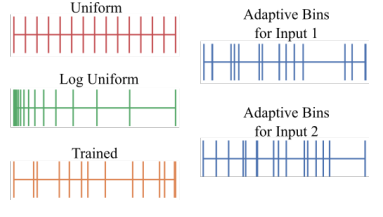 Uniform
Log Uniform
Trained
Adaptive Bins
for Input 1
Adaptive Bins
for Input 2